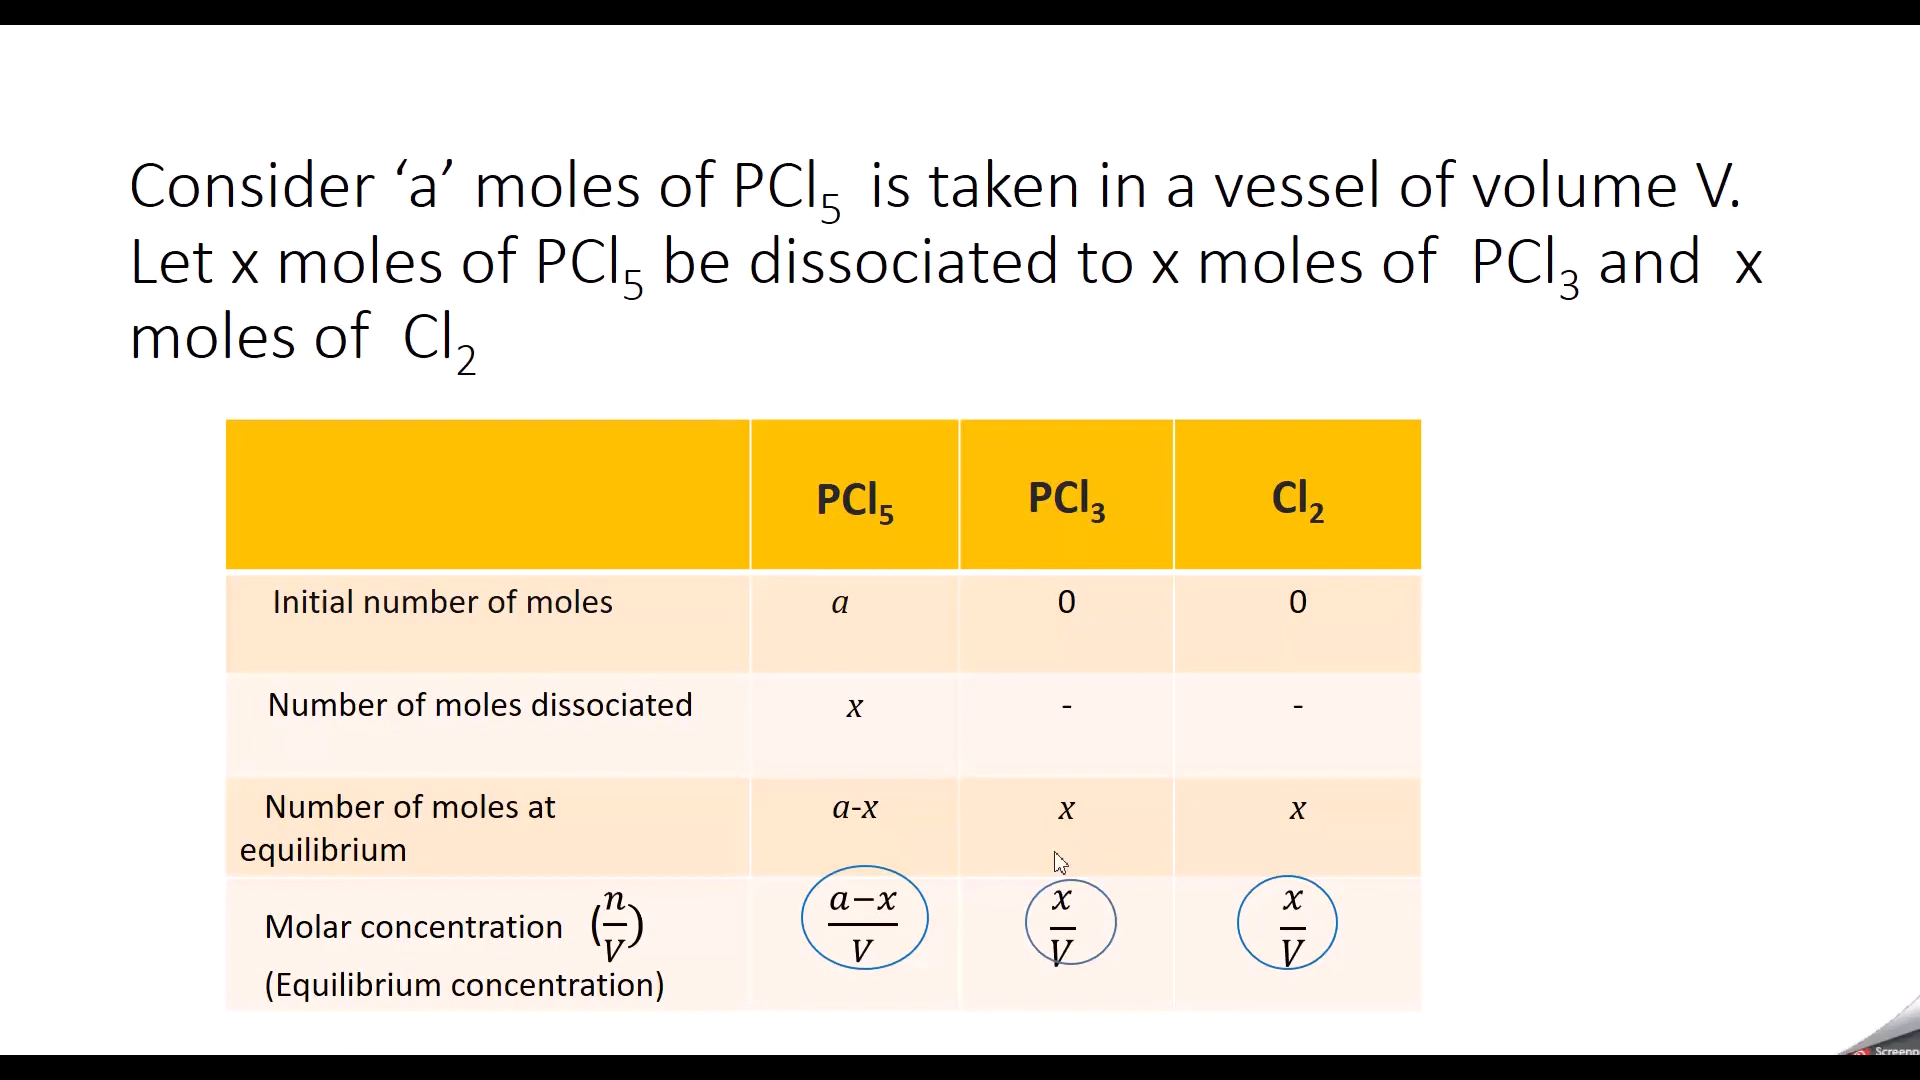 Consider ‘a’ moles of PCl₅ is taken in a vessel of volume V.
Let x moles of PCl₅ be dissociated to x moles of PCl₃ and x
moles of Cl₂
PCl₅ PCl₃ Cl₂
Initial number of moles a 0 0
Number of moles dissociated x - -
Number of moles at
equilibrium a-x x x
Molar concentration (n/V) (a−x)/V x/V x/V
(Equilibrium concentration)